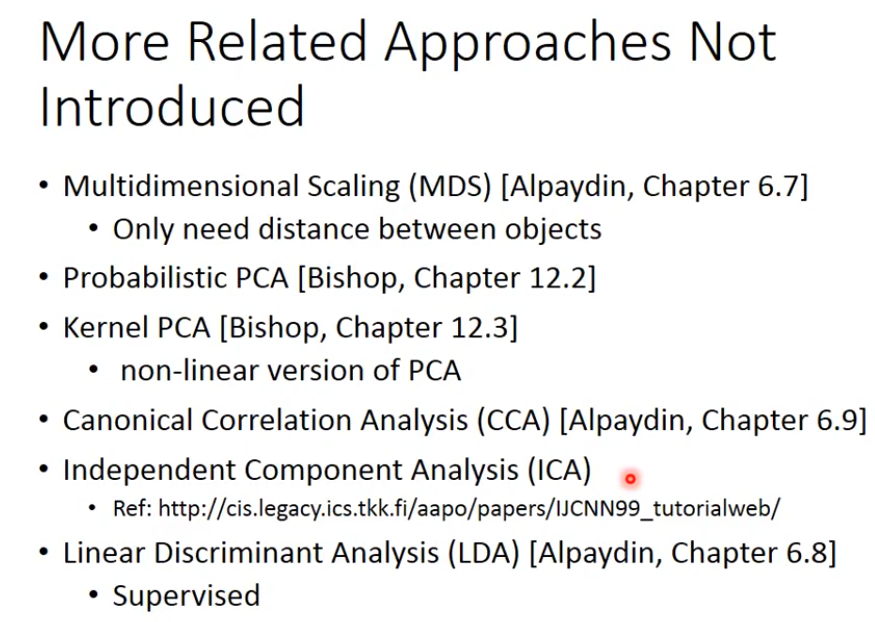 More Related Approaches Not
Introduced
• Multidimensional Scaling (MDS) [Alpaydin, Chapter 6.7]
• Only need distance between objects
• Probabilistic PCA [Bishop, Chapter 12.2]
• Kernel PCA [Bishop, Chapter 12.3]
• non-linear version of PCA
• Canonical Correlation Analysis (CCA) [Alpaydin, Chapter 6.9]
• Independent Component Analysis (ICA)
• Ref: http://cis.legacy.ics.tkk.fi/aapo/papers/IJCNN99_tutorialweb/
• Linear Discriminant Analysis (LDA) [Alpaydin, Chapter 6.8]
• Supervised